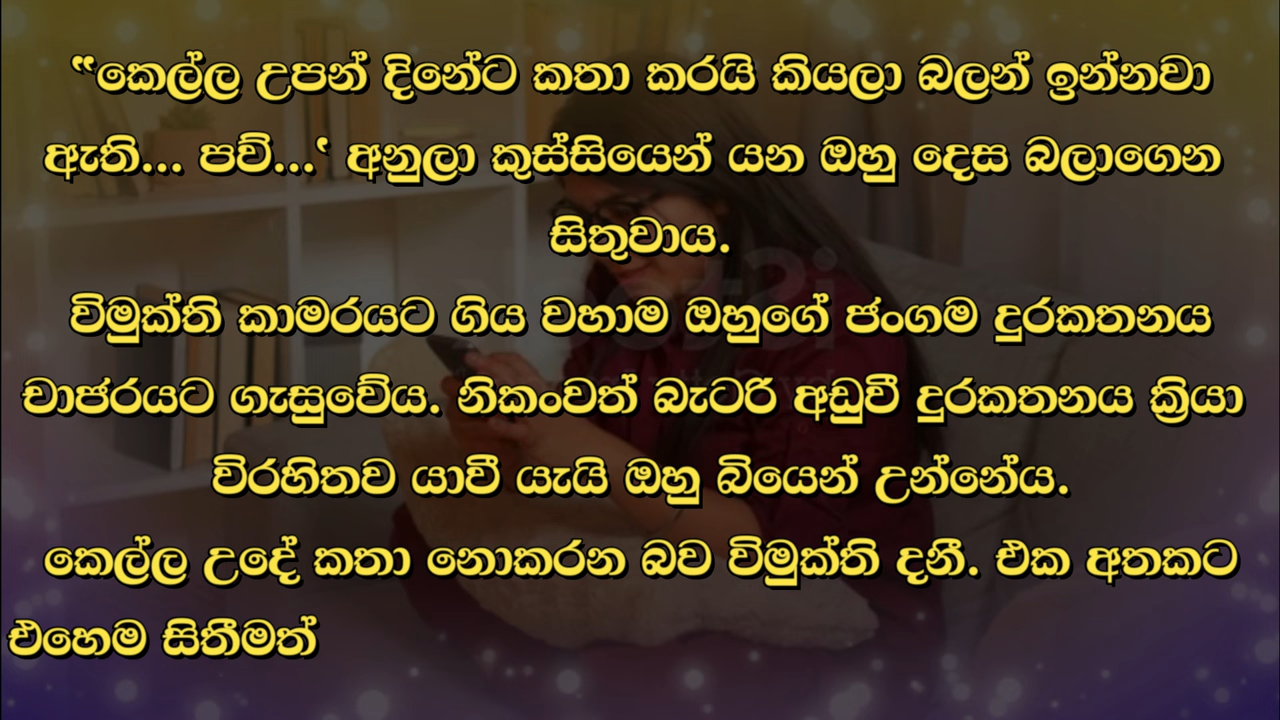 “කෙල්ල උපන් දිනේට කතා කරයි කියලා බලන් ඉන්නවා
ඇති... පව්...‛ අනුලා කුස්සියෙන් යන ඔහු දෙස බලාගෙන
සිතුවාය.
විමුක්ති කාමරයට ගිය වහාම ඔහුගේ ජංගම දුරකතනය
චාජ්රයට ගැසුවේය. නිකංවත් බැටරි අඩුවී දුරකතනය ක්‍රියා
විරහිතව යාවී යැයි ඔහු බියෙන් උන්නේය.
කෙල්ල උදේ කතා නොකරන බව විමුක්ති දනී. එක අතකට
එහෙම සිතීමත්